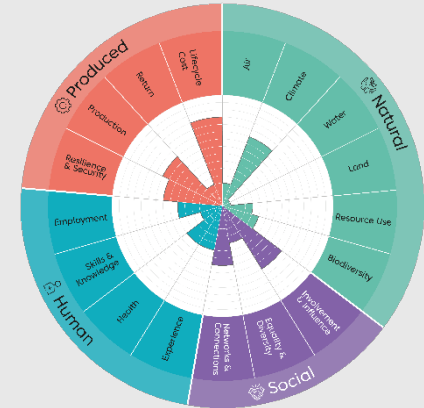 Produced
Lifecycle
Cost
Return
Production
Resilience
& Security
Natural
Air
Climate
Water
Land
Resource Use
Biodiversity
Social
Involvement
& Influence
Equality &
Diversity
Networks &
Connections
Human
Experience
Health
Skills &
Knowledge
Employment